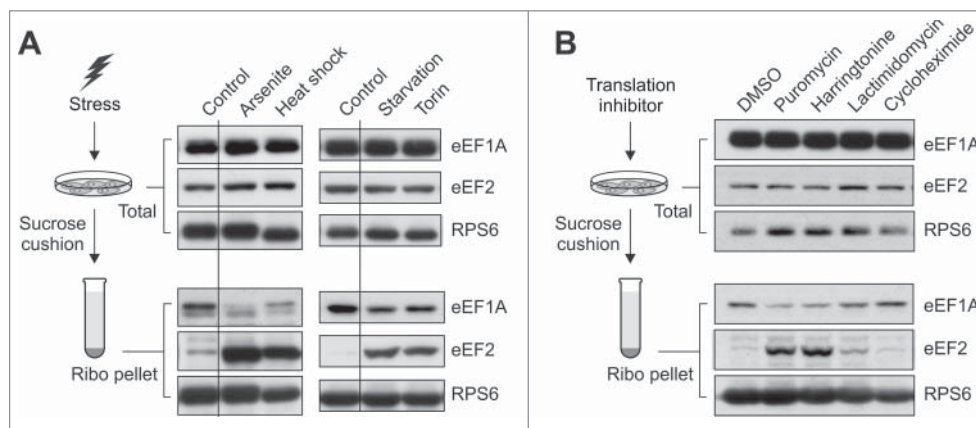 A
Stress
Control
Arsenite
Heat shock
Control
Starvation
Torin
eEF1A
eEF2
Total
RPS6
Sucrose
cushion
eEF1A
eEF2
Ribo pellet
RPS6
B
Translation
inhibitor
DMSO
Puromycin
Harringtonine
Lactimidomycin
Cycloheximide
eEF1A
eEF2
Total
RPS6
Sucrose
cushion
eEF1A
eEF2
Ribo pellet
RPS6